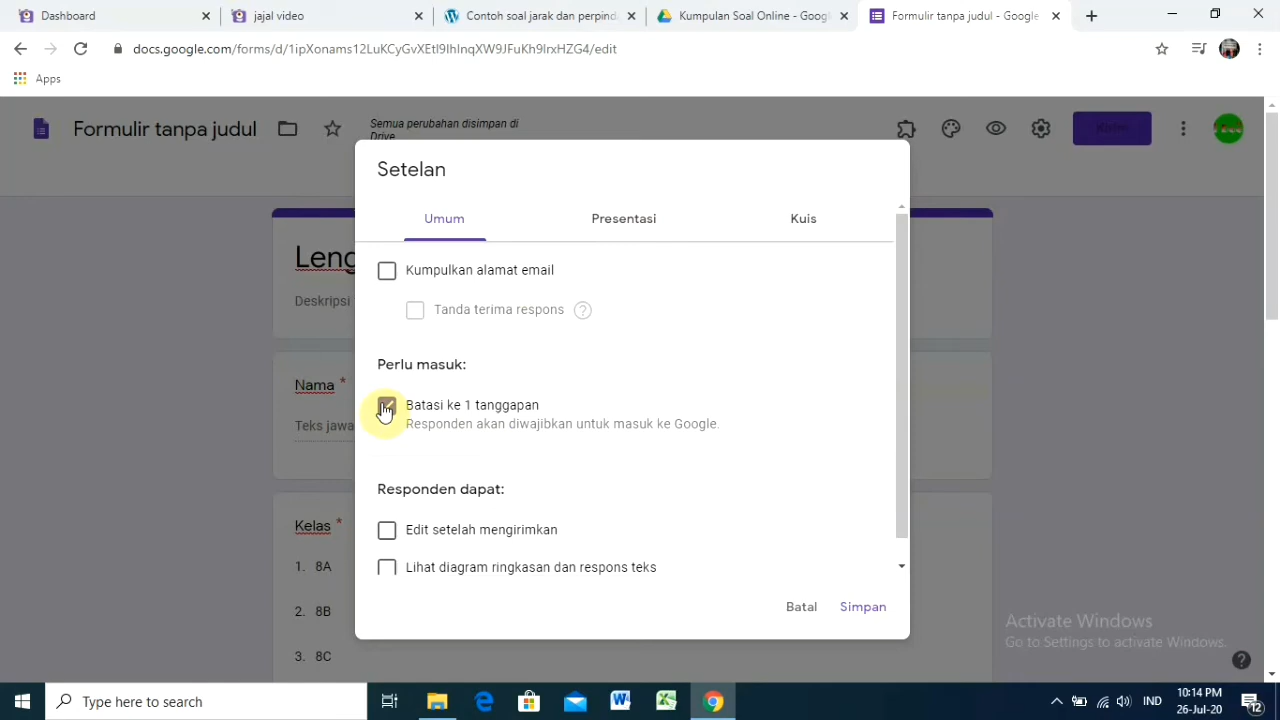 Dashboard
jajal video
Contoh soal jarak dan perpind
Kumpulan Soal Online - Googl
Formulir tanpa judul - Google
docs.google.com/forms/d/1ipXonams12LuKCyGvXEtl9IhlnqXW9JFuKh9IrxHZG4/edit
Apps
Formulir tanpa judul
Semua perubahan disimpan di
Drive
Kirim
Setelan
Umum
Presentasi
Kuis
Leng
Deskripsi
Kumpulkan alamat email
Tanda terima respons
Perlu masuk:
Nama *
Batasi ke 1 tanggapan
Teks jawa
Responden akan diwajibkan untuk masuk ke Google.
Responden dapat:
Kelas *
Edit setelah mengirimkan
1. 8A
Lihat diagram ringkasan dan respons teks
2. 8B
Batal
Simpan
3. 8C
Activate Windows
Go to Settings to activate Windows.
Type here to search
IND
10:14 PM
26-Jul-20
12